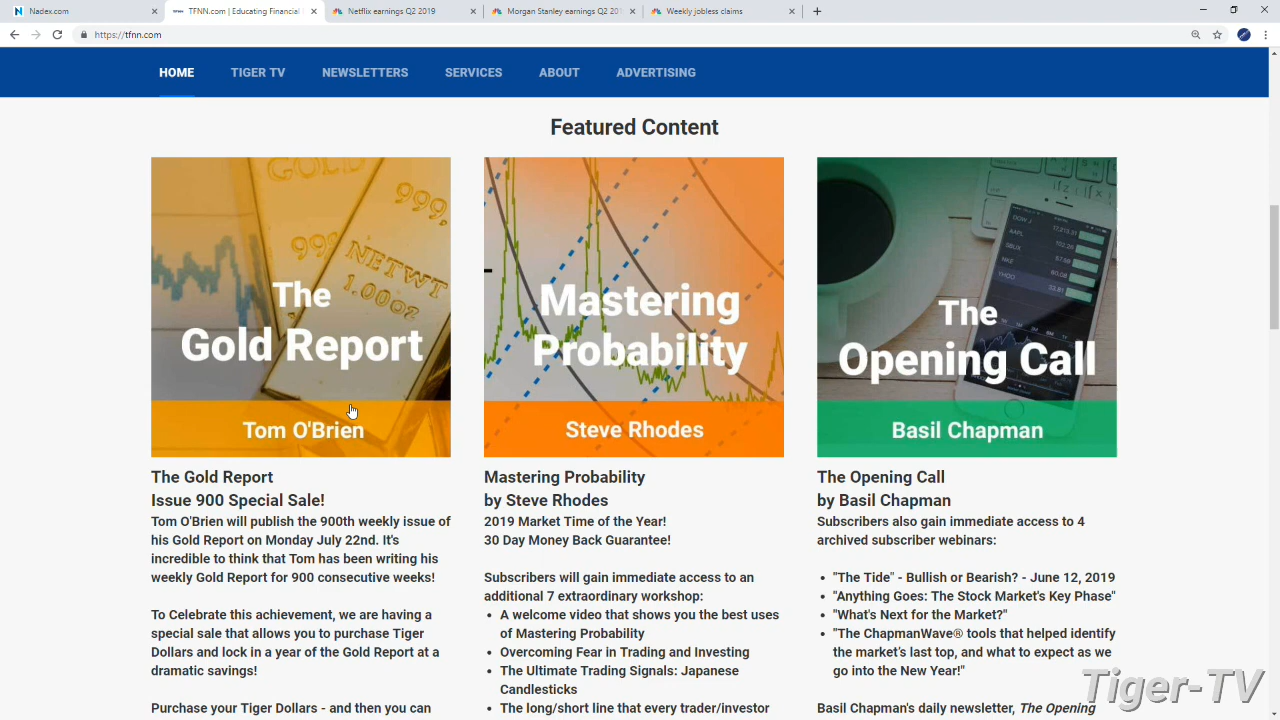 Nadex.com
TFNN.com | Educating Financial
Netflix earnings Q2 2019
Morgan Stanley earnings Q2 201
Weekly jobless claims
https://tfnn.com
HOME
TIGER TV
NEWSLETTERS
SERVICES
ABOUT
ADVERTISING
Featured Content
GOLD
999,
999
NETWT
1.00oz
The
Gold Report
Tom O'Brien
Mastering
Probability
Steve Rhodes
DOW J
AAPL
SBUX
NKE
YHOO
The
Opening Call
Basil Chapman
The Gold Report
Issue 900 Special Sale!
Tom O'Brien will publish the 900th weekly issue of
his Gold Report on Monday July 22nd. It's
incredible to think that Tom has been writing his
weekly Gold Report for 900 consecutive weeks!
To Celebrate this achievement, we are having a
special sale that allows you to purchase Tiger
Dollars and lock in a year of the Gold Report at a
dramatic savings!
Purchase your Tiger Dollars - and then you can
Mastering Probability
by Steve Rhodes
2019 Market Time of the Year!
30 Day Money Back Guarantee!
Subscribers will gain immediate access to an
additional 7 extraordinary workshop:
• A welcome video that shows you the best uses
of Mastering Probability
• Overcoming Fear in Trading and Investing
• The Ultimate Trading Signals: Japanese
Candlesticks
• The long/short line that every trader/investor
The Opening Call
by Basil Chapman
Subscribers also gain immediate access to 4
archived subscriber webinars:
• "The Tide" - Bullish or Bearish? - June 12, 2019
• "Anything Goes: The Stock Market's Key Phase"
• "What's Next for the Market?"
• "The ChapmanWave® tools that helped identify
the market's last top, and what to expect as we
go into the New Year!"
Basil Chapman's daily newsletter, The Opening
Tiger-TV